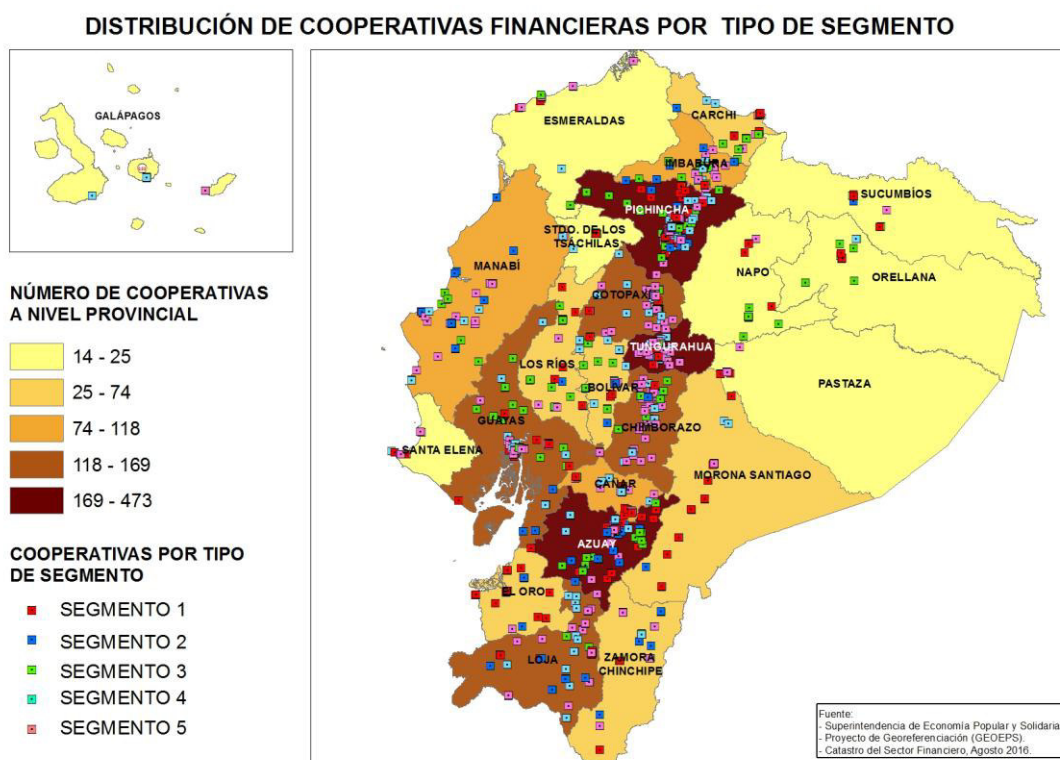 DISTRIBUCIÓN DE COOPERATIVAS FINANCIERAS POR TIPO DE SEGMENTO
GALÁPAGOS
NÚMERO DE COOPERATIVAS
A NIVEL PROVINCIAL
14 - 25
25 - 74
74 - 118
118 - 169
169 - 473
COOPERATIVAS POR TIPO
DE SEGMENTO
SEGMENTO 1
SEGMENTO 2
SEGMENTO 3
SEGMENTO 4
SEGMENTO 5
CARCHI
ESMERALDAS
IMBABURA
SUCUMBÍOS
PICHINCHA
STDO. DE LOS
TSÁCHILAS
MANABÍ
NAPO
ORELLANA
COTOPAXI
TUNGURAHUA
LOS RÍOS
BOLÍVAR
PASTAZA
GUAYAS
CHIMBORAZO
SANTA ELENA
MORONA SANTIAGO
CAÑAR
AZUAY
EL ORO
LOJA
ZAMORA
CHINCHIPE
Fuente:
- Superintendencia de Economía Popular y Solidaria
- Proyecto de Georeferenciación (GEOEPS).
- Catastro del Sector Financiero, Agosto 2016.